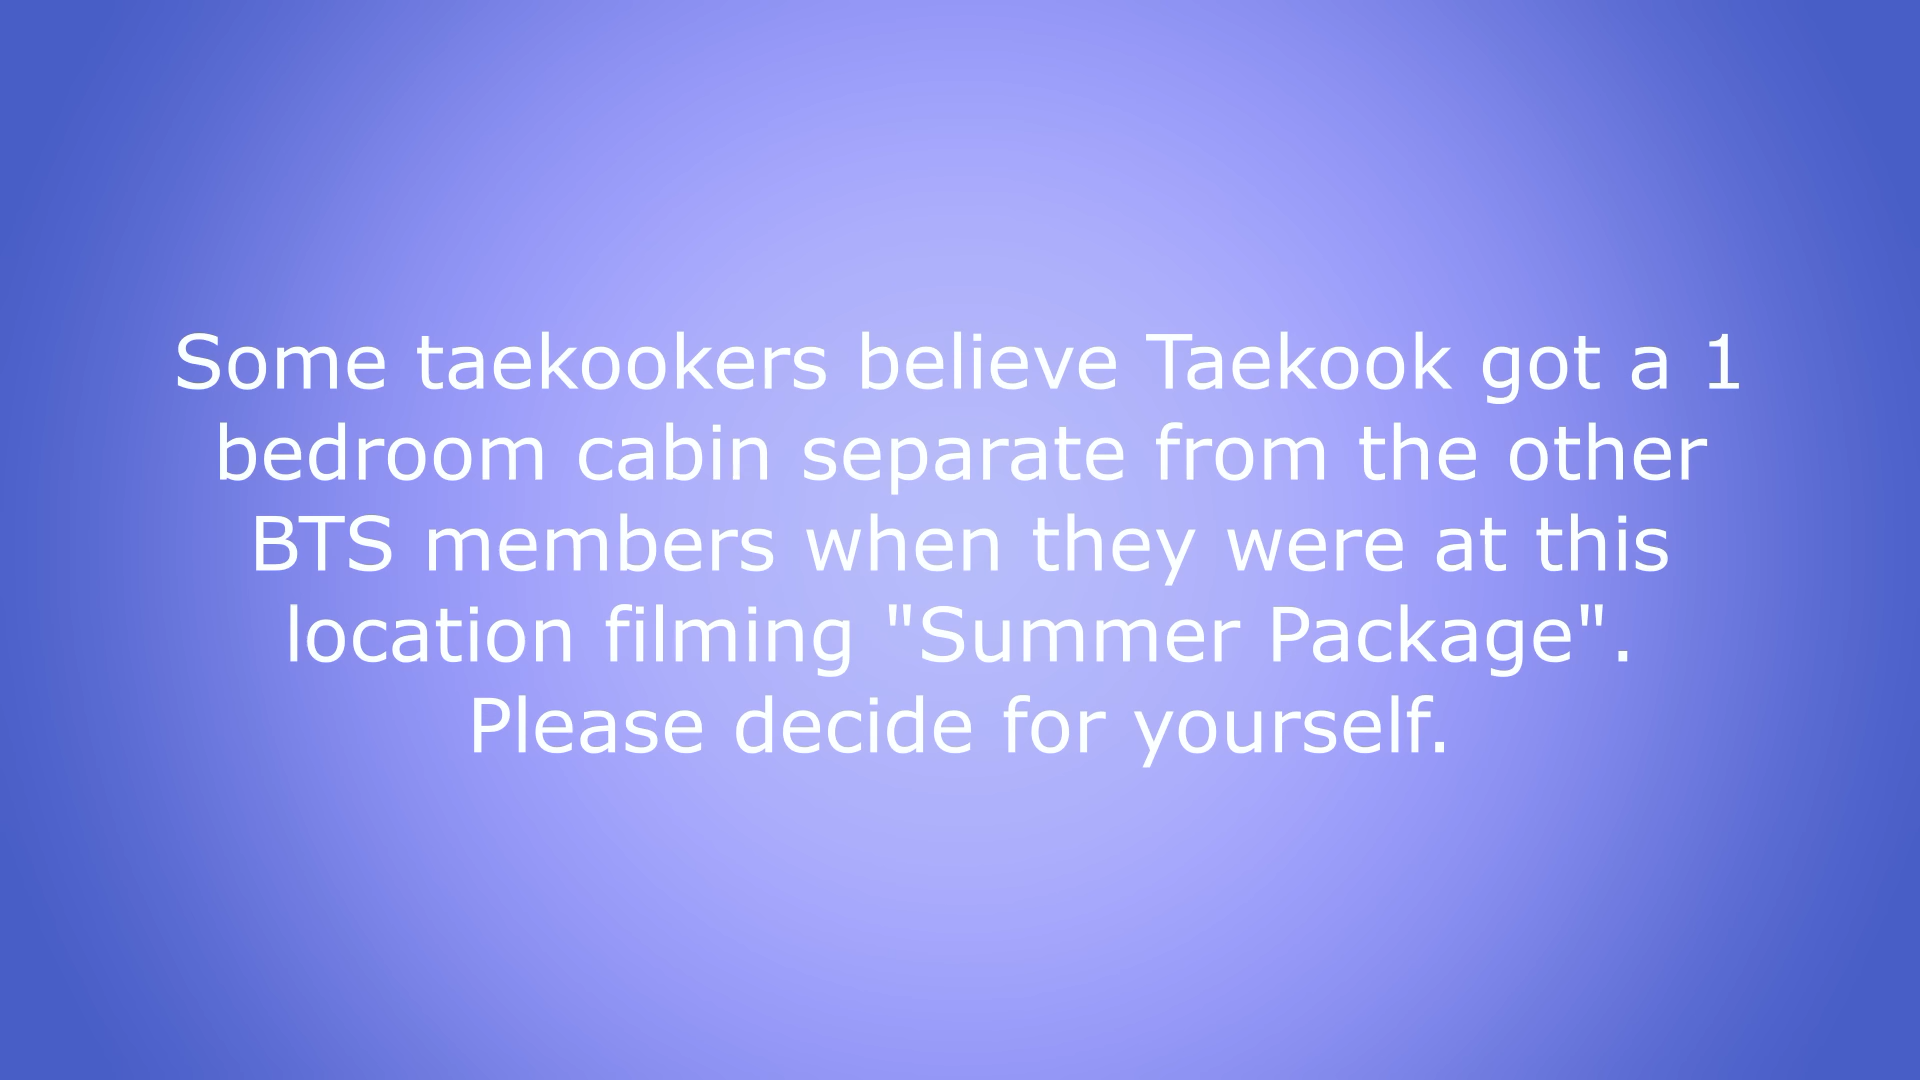 Some taekookers believe Taekook got a 1
bedroom cabin separate from the other
BTS members when they were at this
location filming "Summer Package".
Please decide for yourself.